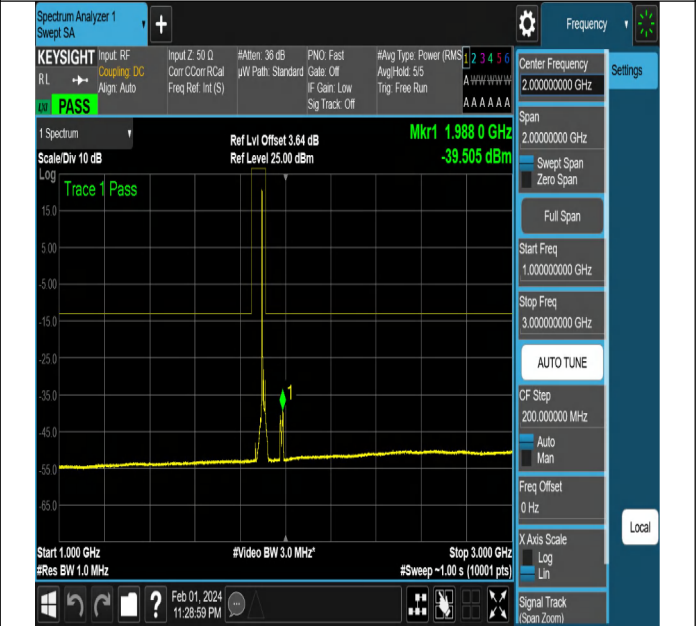 Spectrum Analyzer 1
Swept SA
Frequency
KEYSIGHT
RL
Input: RF
Coupling: DC
Align: Auto
Input Z: 50 Ω
Corr CCorr RCal
Freq Ref: Int (S)
#Atten: 36 dB
µW Path: Standard
PNO: Fast
Gate: Off
IF Gain: Low
Sig Track: Off
#Avg Type: Power (RMS
Avg|Hold: 5/5
Trig: Free Run
1 2 3 4 5 6
A W W W W W
A A A A A A
PASS
1 Spectrum
Scale/Div 10 dB
Ref Lvl Offset 3.64 dB
Ref Level 25.00 dBm
Mkr1 1.988 0 GHz
-39.505 dBm
Log
Trace 1 Pass
15.0
5.00
-5.00
-15.0
-25.0
-35.0
-45.0
-55.0
-65.0
1
Start 1.000 GHz
#Res BW 1.0 MHz
#Video BW 3.0 MHz*
Stop 3.000 GHz
#Sweep ~1.00 s (10001 pts)
Feb 01, 2024
11:28:59 PM
Center Frequency
2.000000000 GHz
Settings
Span
2.00000000 GHz
Swept Span
Zero Span
Full Span
Start Freq
1.000000000 GHz
Stop Freq
3.000000000 GHz
AUTO TUNE
CF Step
200.000000 MHz
Auto
Man
Freq Offset
0 Hz
X Axis Scale
Log
Lin
Local
Signal Track
(Span Zoom)